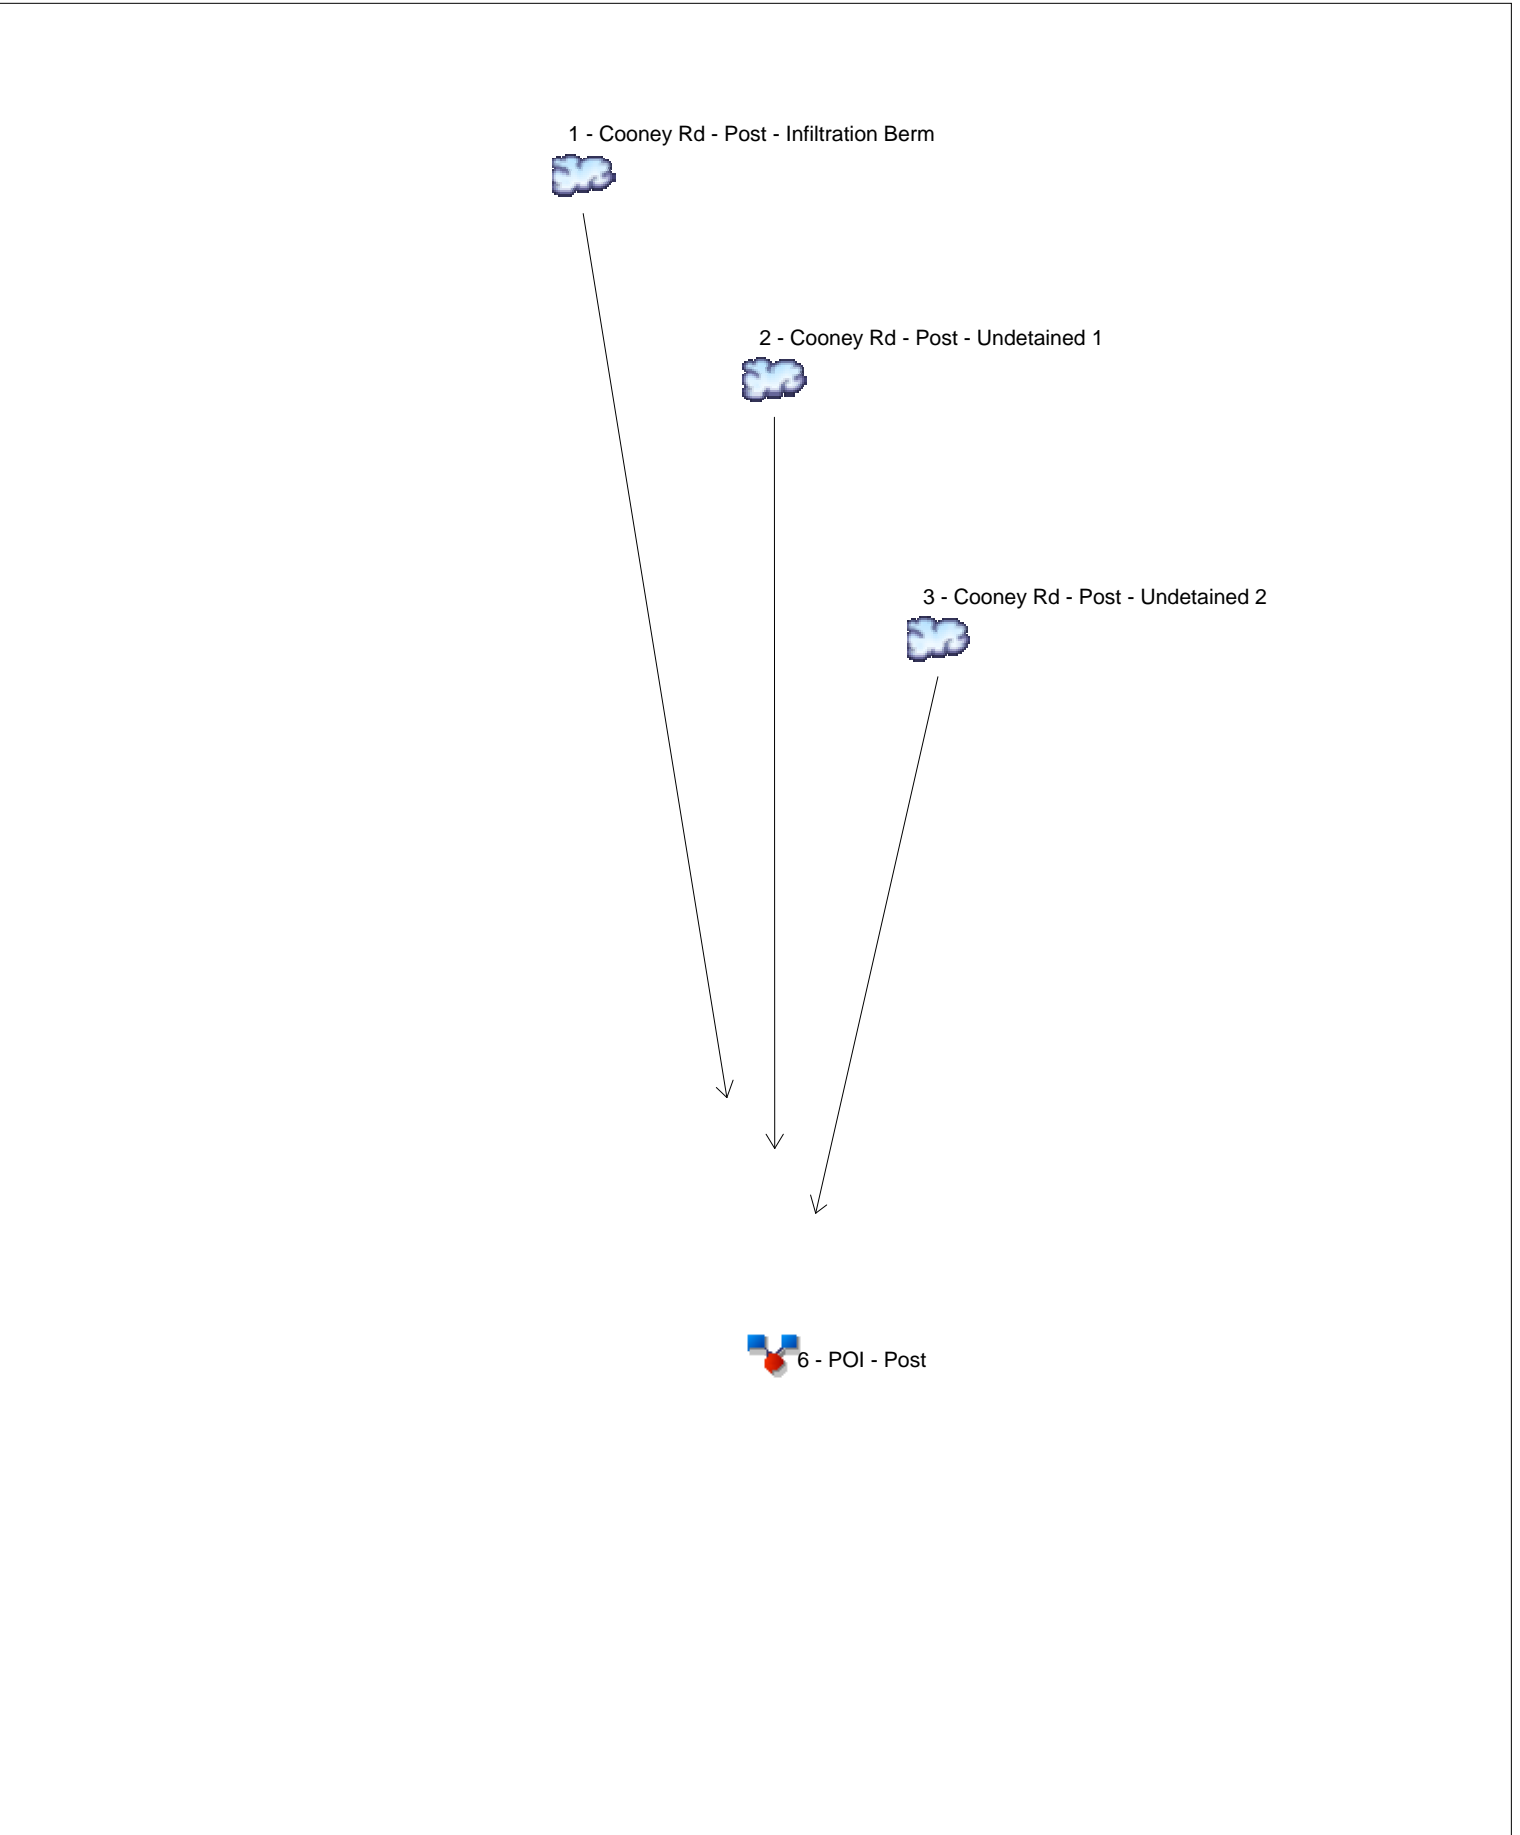 1 - Cooney Rd - Post - Infiltration Berm
2 - Cooney Rd - Post - Undetained 1
3 - Cooney Rd - Post - Undetained 2
6 - POI - Post